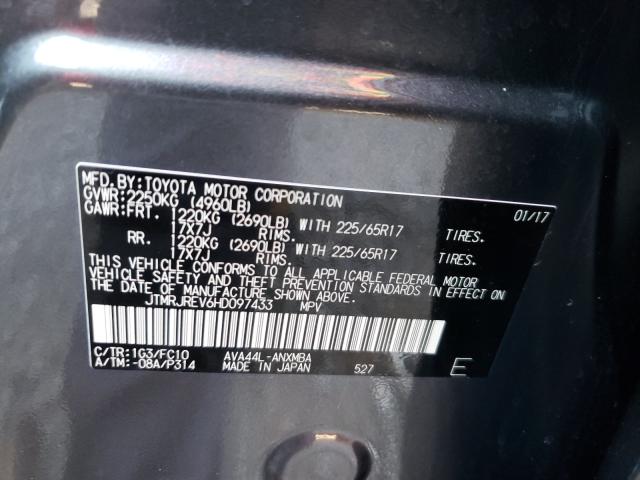 MFD. BY: TOYOTA MOTOR CORPORATION 01/17
GVWR: 2250KG (4960LB)
GAWR: FRT. 1220KG (2690LB) WITH 225/65R17 TIRES.
17X7J RIMS.
RR. 1220KG (2690LB) WITH 225/65R17 TIRES.
17X7J RIMS.
THIS VEHICLE CONFORMS TO ALL APPLICABLE FEDERAL MOTOR
VEHICLE SAFETY AND THEFT PREVENTION STANDARDS IN EFFECT ON
THE DATE OF MANUFACTURE SHOWN ABOVE.
JTMRJREV6HD097433 MPV
C/TR: 1G3/FC10 AVA44L-ANXMBA
A/TM: -08A/P314 MADE IN JAPAN 527 E